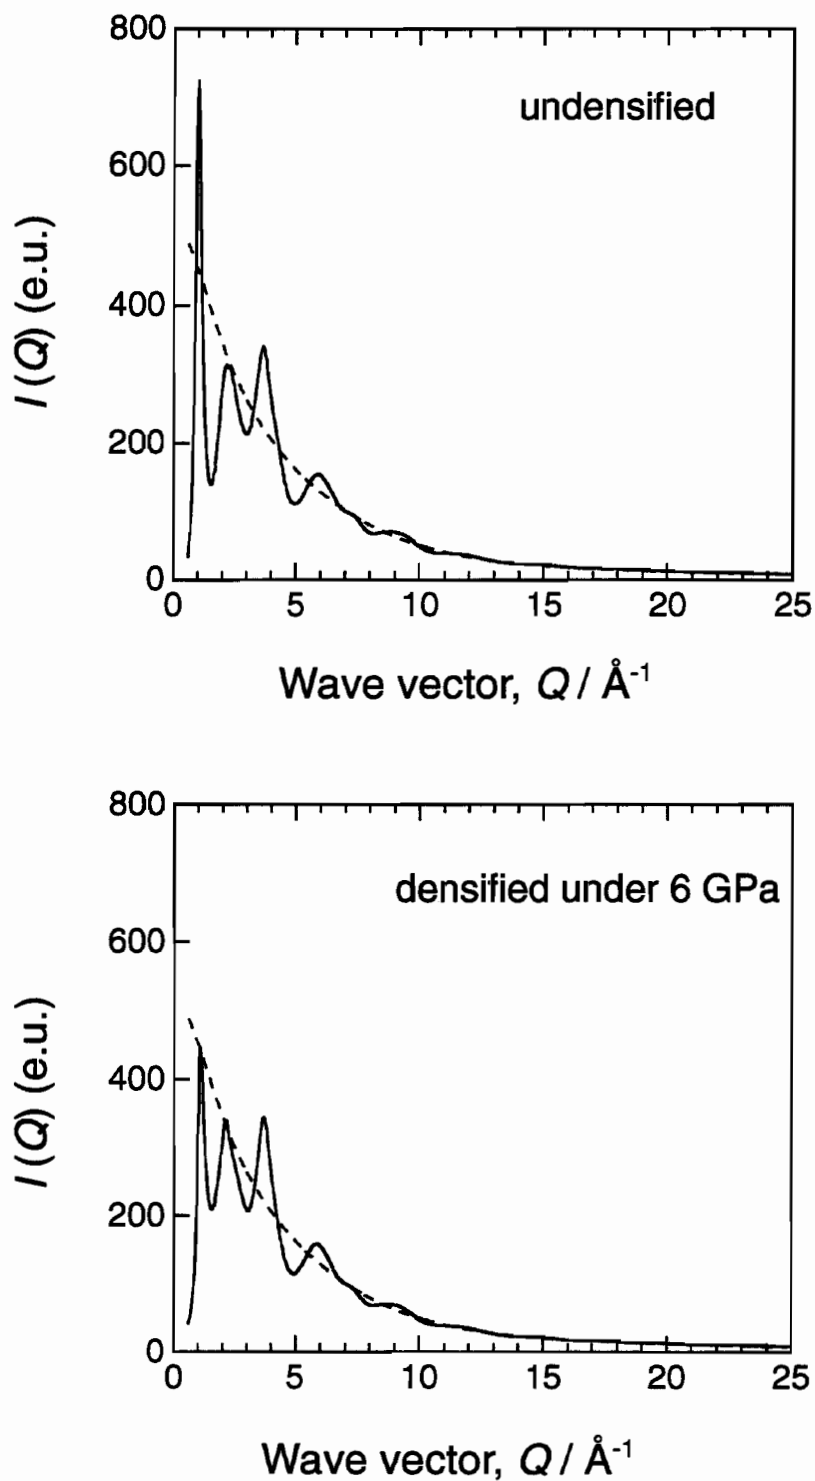 800
undensified
600
400
200
0
0 5 10 15 20 25
I (Q) (e.u.)
Wave vector, Q / Å⁻¹
800
densified under 6 GPa
600
400
200
0
0 5 10 15 20 25
I (Q) (e.u.)
Wave vector, Q / Å⁻¹